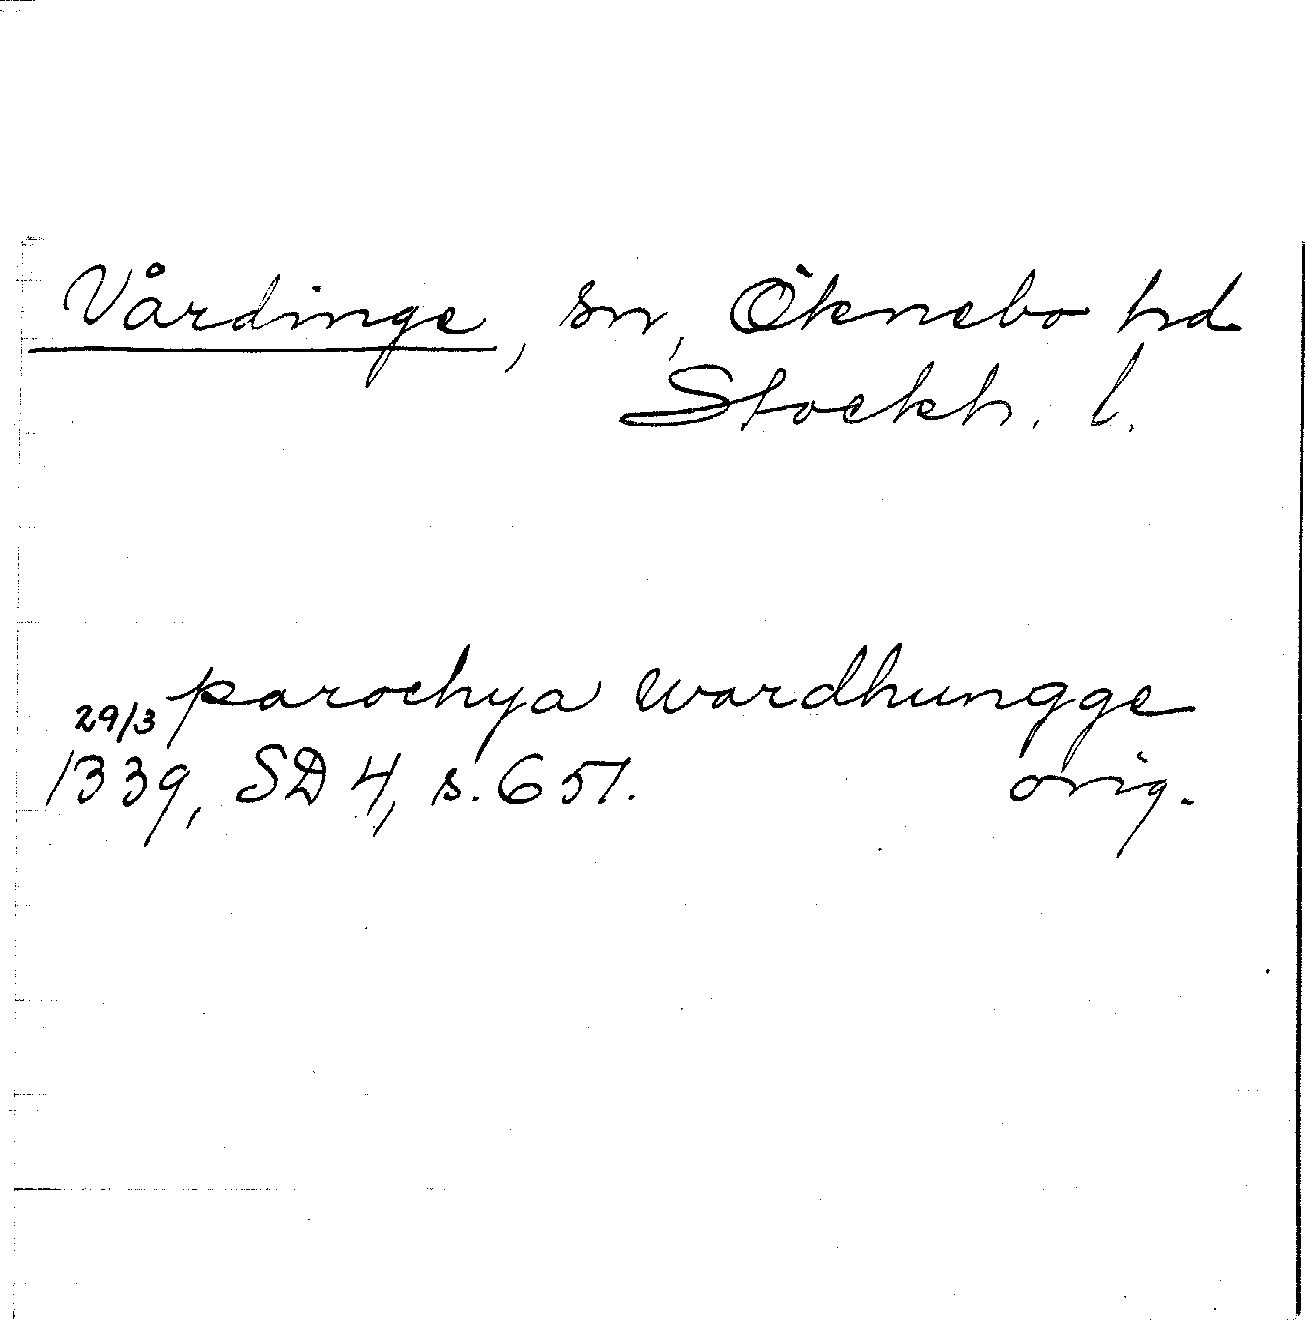 Vårdinge, sn, Öknebo hd
Stockh. l.
parochya wardhungge
29/3
1339, SD 4, s. 651. orig.